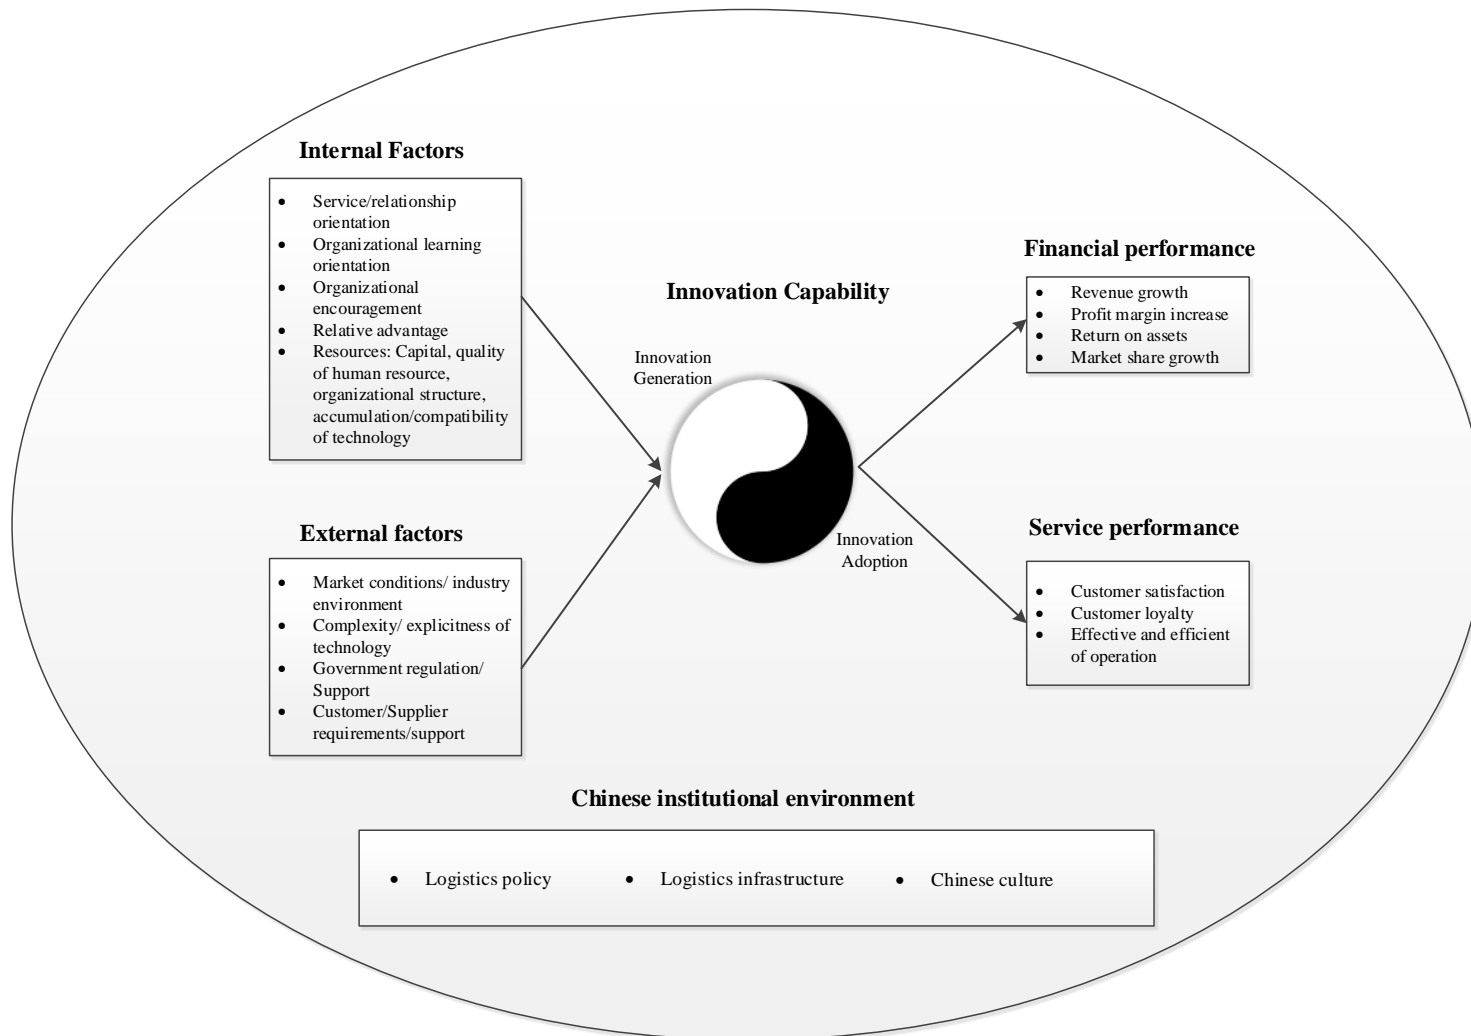 Internal Factors
• Service/relationship
orientation
• Organizational learning
orientation
• Organizational
encouragement
• Relative advantage
• Resources: Capital, quality
of human resource,
organizational structure,
accumulation/compatibility
of technology
External factors
• Market conditions/ industry
environment
• Complexity/ explicitness of
technology
• Government regulation/
Support
• Customer/Supplier
requirements/support
Innovation Capability
Innovation
Generation
Innovation
Adoption
Financial performance
• Revenue growth
• Profit margin increase
• Return on assets
• Market share growth
Service performance
• Customer satisfaction
• Customer loyalty
• Effective and efficient
of operation
Chinese institutional environment
• Logistics policy • Logistics infrastructure • Chinese culture